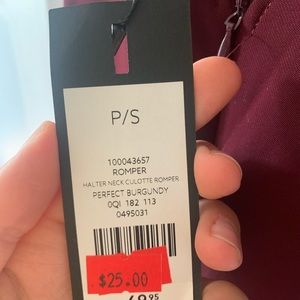 P/S
100043657
ROMPER
HALTER NECK CULOTTE ROMPER
PERFECT BURGUNDY
0QI 182 113
0495031
$25.00